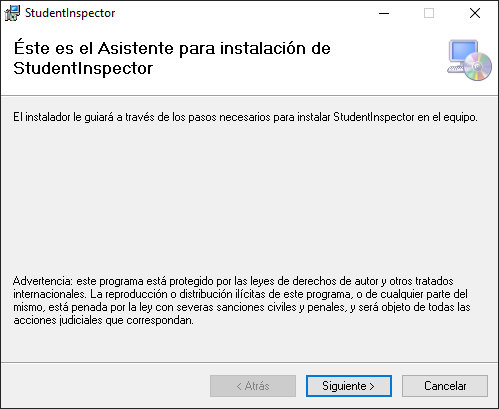 StudentInspector
Éste es el Asistente para instalación de
StudentInspector
El instalador le guiará a través de los pasos necesarios para instalar StudentInspector en el equipo.
Advertencia: este programa está protegido por las leyes de derechos de autor y otros tratados
internacionales. La reproducción o distribución ilícitas de este programa, o de cualquier parte del
mismo, está penada por la ley con severas sanciones civiles y penales, y será objeto de todas las
acciones judiciales que correspondan.
< Atrás
Siguiente >
Cancelar